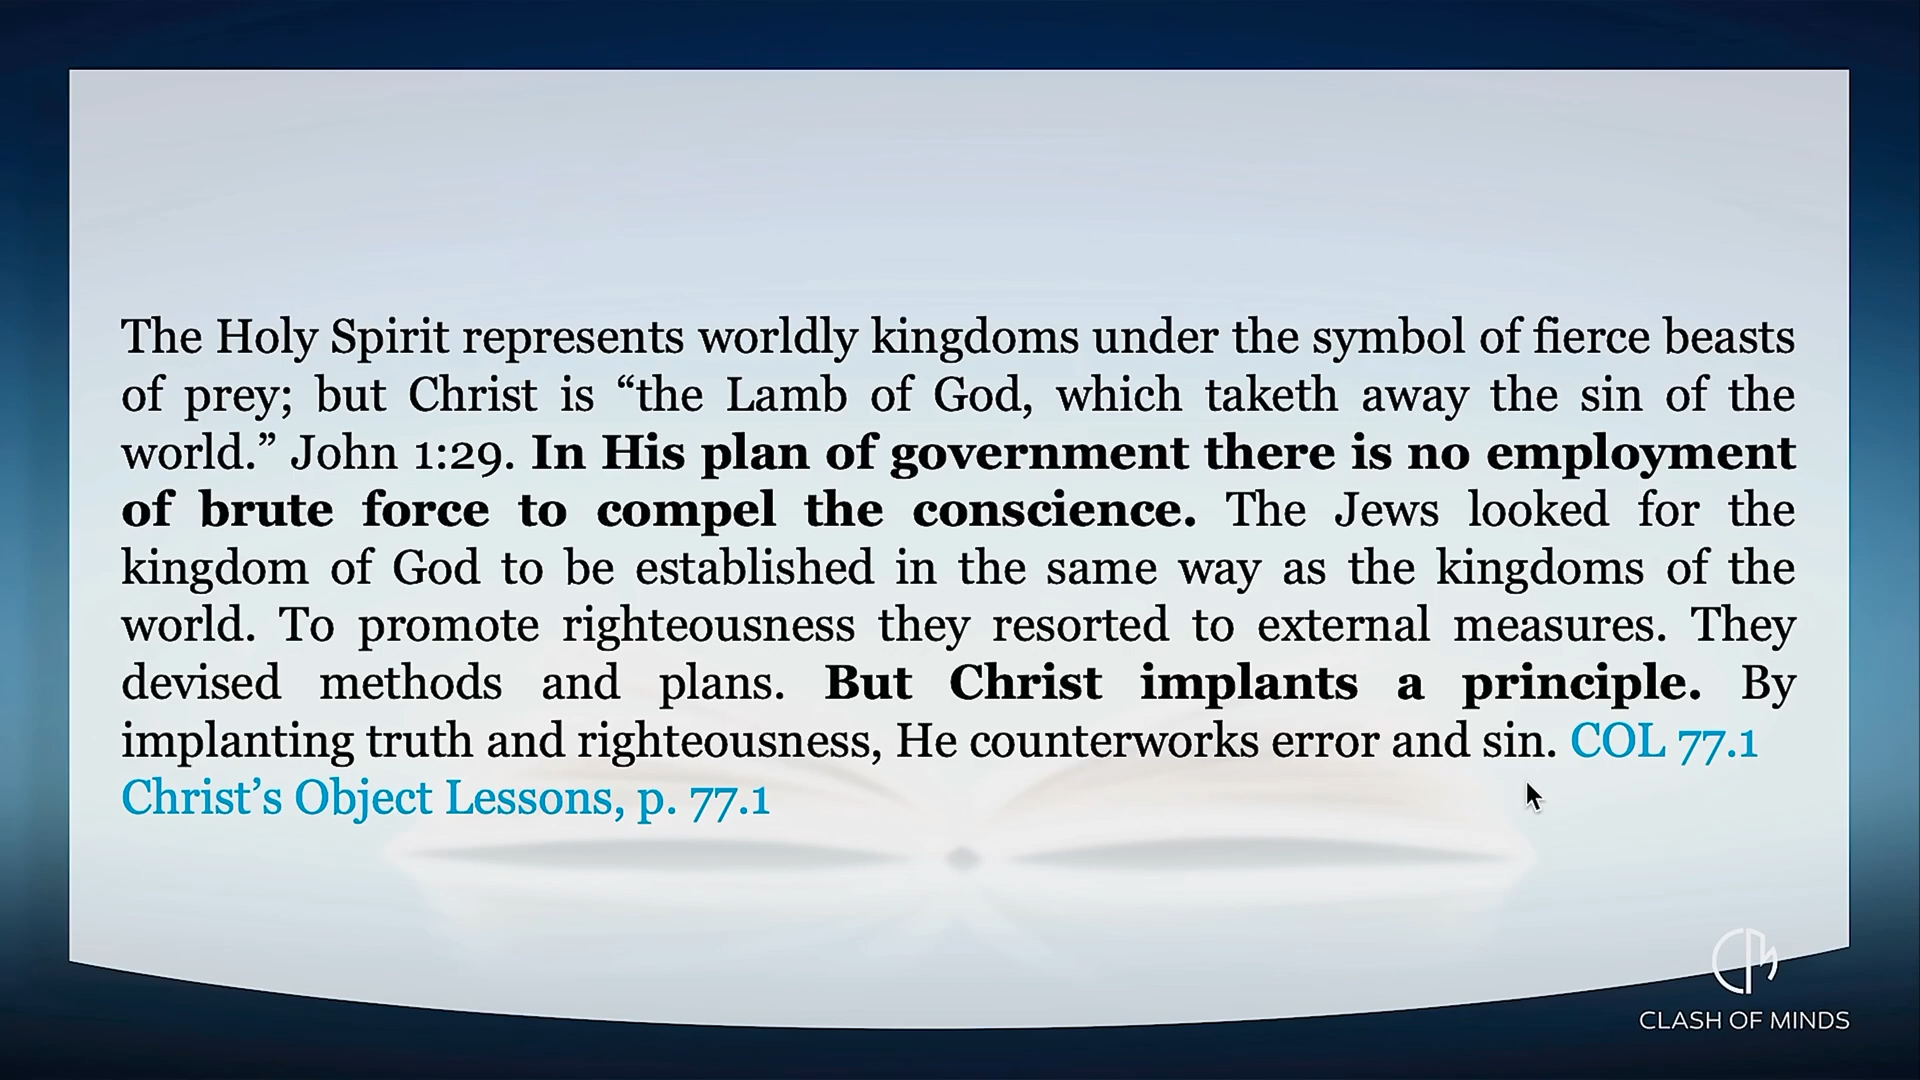 The Holy Spirit represents worldly kingdoms under the symbol of fierce beasts
of prey; but Christ is “the Lamb of God, which taketh away the sin of the
world.” John 1:29. In His plan of government there is no employment
of brute force to compel the conscience. The Jews looked for the
kingdom of God to be established in the same way as the kingdoms of the
world. To promote righteousness they resorted to external measures. They
devised methods and plans. But Christ implants a principle. By
implanting truth and righteousness, He counterworks error and sin. COL 77.1
Christ’s Object Lessons, p. 77.1
CLASH OF MINDS